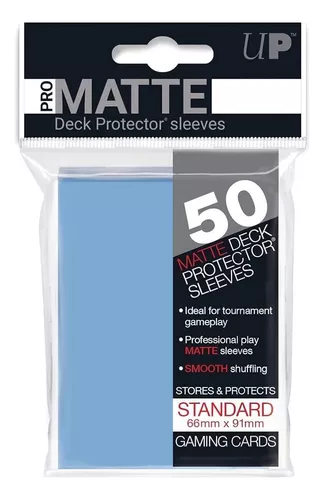 UP™
PRO
MATTE
Deck Protector® sleeves
50
MATTE DECK
PROTECTOR®
SLEEVES
• Ideal for tournament
gameplay
• Professional play
MATTE sleeves
• SMOOTH shuffling
STORES & PROTECTS
STANDARD
66mm x 91mm
GAMING CARDS